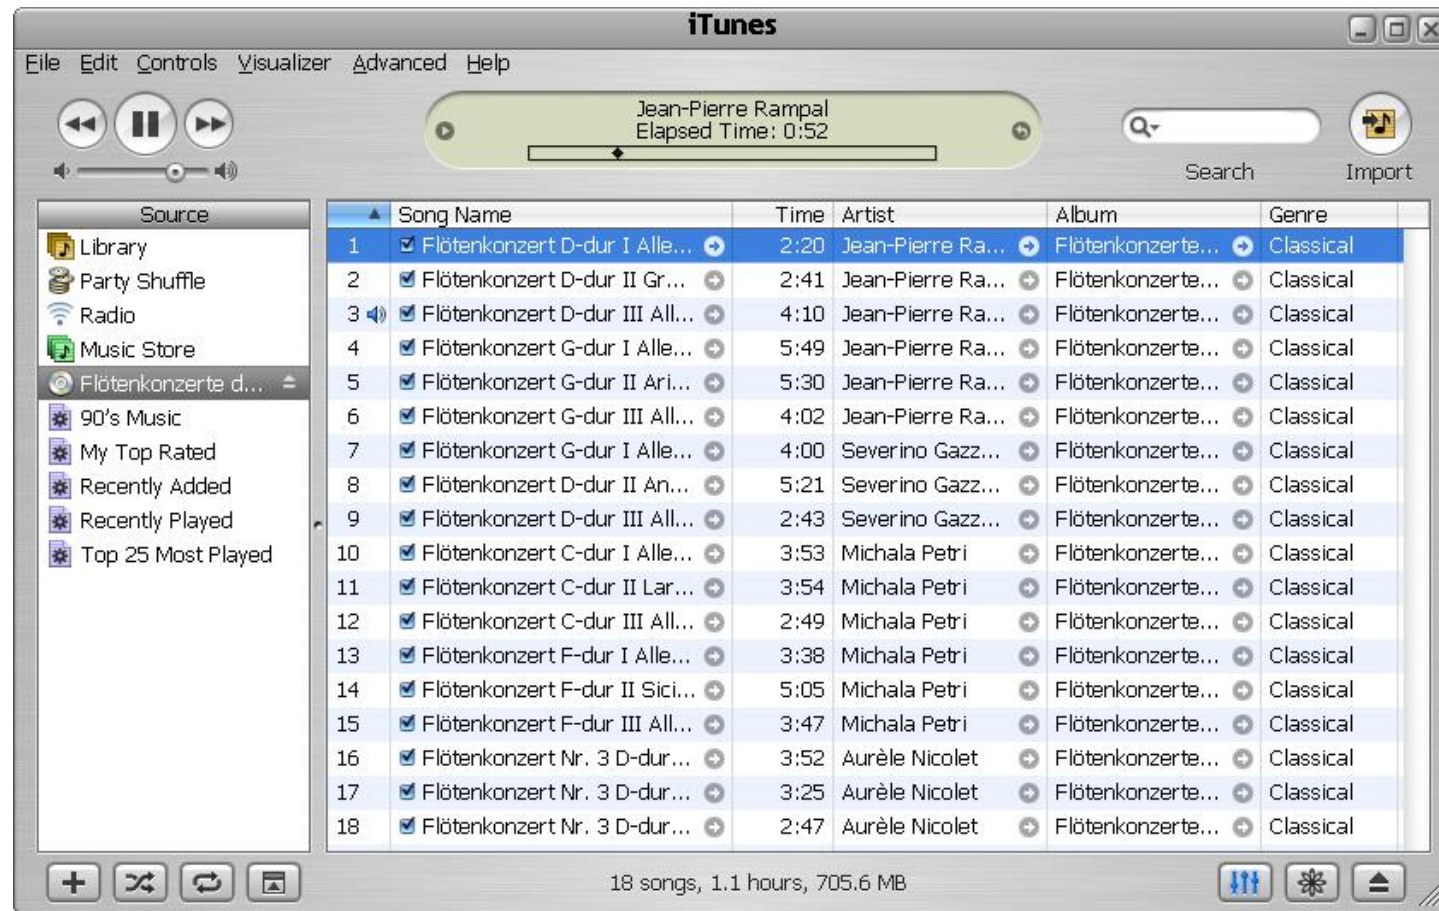 iTunes
File Edit Controls Visualizer Advanced Help
Jean-Pierre Rampal
Elapsed Time: 0:52
Search
Import
Source
Library
Party Shuffle
Radio
Music Store
Flötenkonzerte d...
90's Music
My Top Rated
Recently Added
Recently Played
Top 25 Most Played
Song Name Time Artist Album Genre
1 Flötenkonzert D-dur I Alle... 2:20 Jean-Pierre Ra... Flötenkonzerte... Classical
2 Flötenkonzert D-dur II Gr... 2:41 Jean-Pierre Ra... Flötenkonzerte... Classical
3 Flötenkonzert D-dur III All... 4:10 Jean-Pierre Ra... Flötenkonzerte... Classical
4 Flötenkonzert G-dur I Alle... 5:49 Jean-Pierre Ra... Flötenkonzerte... Classical
5 Flötenkonzert G-dur II Ari... 5:30 Jean-Pierre Ra... Flötenkonzerte... Classical
6 Flötenkonzert G-dur III All... 4:02 Jean-Pierre Ra... Flötenkonzerte... Classical
7 Flötenkonzert G-dur I Alle... 4:00 Severino Gazz... Flötenkonzerte... Classical
8 Flötenkonzert D-dur II An... 5:21 Severino Gazz... Flötenkonzerte... Classical
9 Flötenkonzert D-dur III All... 2:43 Severino Gazz... Flötenkonzerte... Classical
10 Flötenkonzert C-dur I Alle... 3:53 Michala Petri Flötenkonzerte... Classical
11 Flötenkonzert C-dur II Lar... 3:54 Michala Petri Flötenkonzerte... Classical
12 Flötenkonzert C-dur III All... 2:49 Michala Petri Flötenkonzerte... Classical
13 Flötenkonzert F-dur I Alle... 3:38 Michala Petri Flötenkonzerte... Classical
14 Flötenkonzert F-dur II Sici... 5:05 Michala Petri Flötenkonzerte... Classical
15 Flötenkonzert F-dur III All... 3:47 Michala Petri Flötenkonzerte... Classical
16 Flötenkonzert Nr. 3 D-dur... 3:52 Aurèle Nicolet Flötenkonzerte... Classical
17 Flötenkonzert Nr. 3 D-dur... 3:25 Aurèle Nicolet Flötenkonzerte... Classical
18 Flötenkonzert Nr. 3 D-dur... 2:47 Aurèle Nicolet Flötenkonzerte... Classical
18 songs, 1.1 hours, 705.6 MB